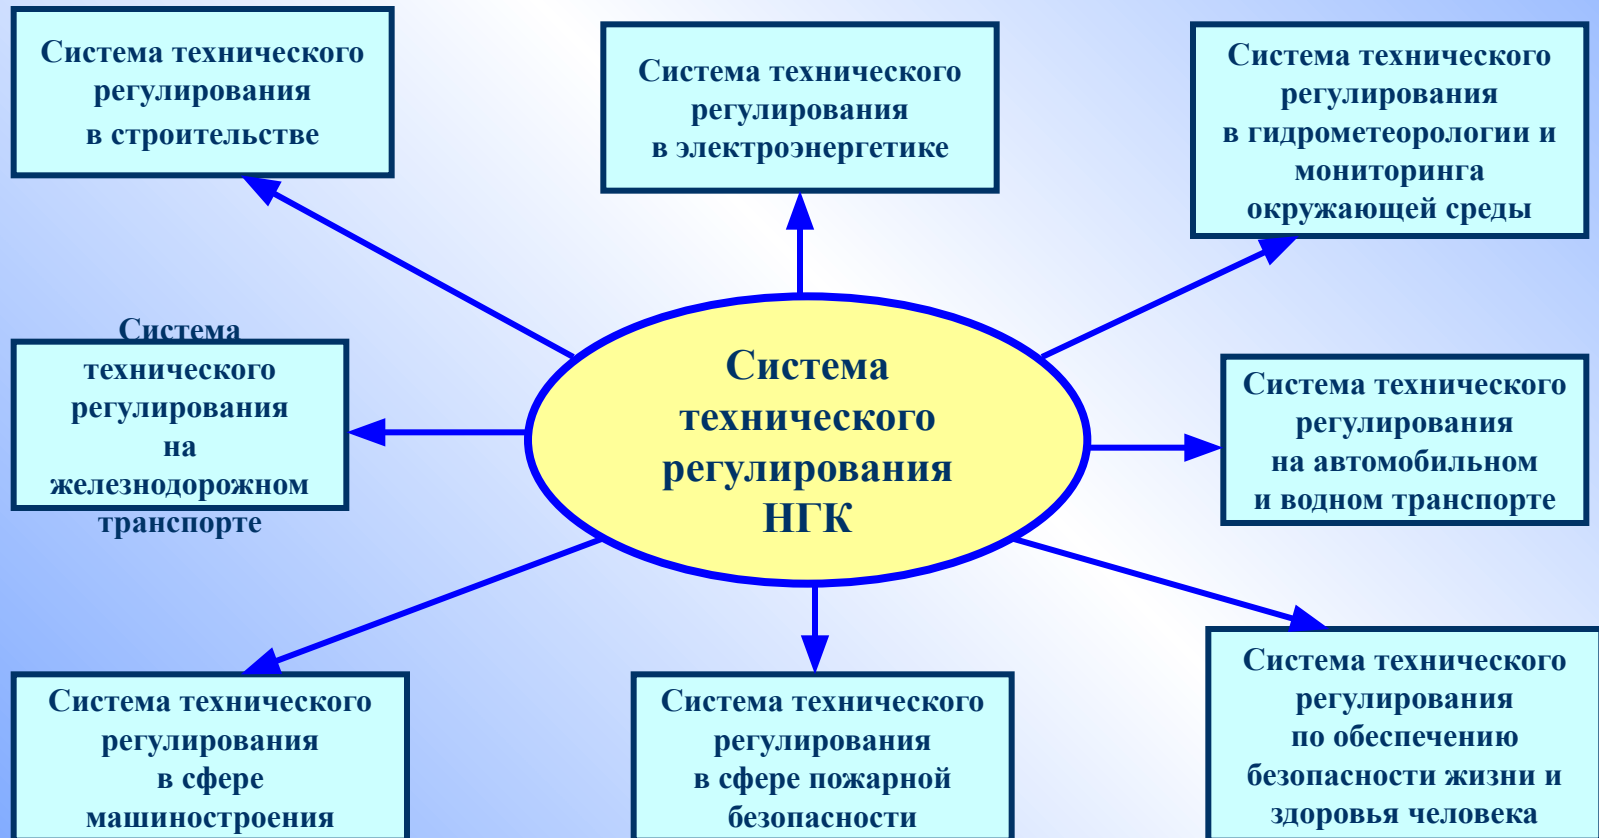 Система технического
регулирования
в строительстве
Система технического
регулирования
в электроэнергетике
Система технического
регулирования
в гидрометеорологии и
мониторинга
окружающей среды
Система
технического
регулирования
на
железнодорожном
транспорте
Система
технического
регулирования
НГК
Система технического
регулирования
на автомобильном
и водном транспорте
Система технического
регулирования
в сфере
машиностроения
Система технического
регулирования
в сфере пожарной
безопасности
Система технического
регулирования
по обеспечению
безопасности жизни и
здоровья человека